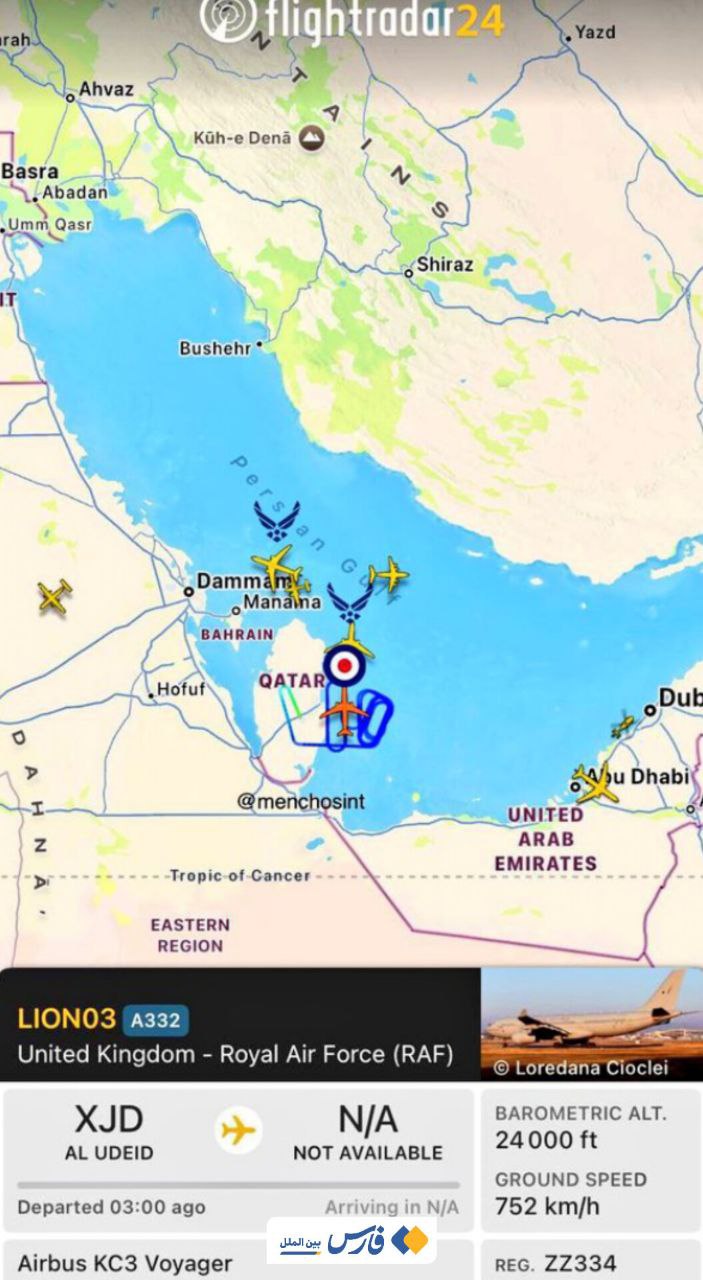 flightradar24
Yazd
rah
N T A I N S
Ahvaz
Kūh-e Denā
Basra
Abadan
Umm Qasr
Shiraz
IT
Bushehr
Persian Gulf
Dammam
Manama
BAHRAIN
QATAR
Hofuf
Dub
Abu Dhabi
@menchosint
UNITED
ARAB
EMIRATES
DAHNĀ'
Tropic of Cancer
EASTERN
REGION
LION03 A332
United Kingdom - Royal Air Force (RAF)
© Loredana Cioclei
XJD
AL UDEID
N/A
NOT AVAILABLE
BAROMETRIC ALT.
24 000 ft
GROUND SPEED
752 km/h
Departed 03:00 ago
Arriving in N/A
فارس بین الملل
Airbus KC3 Voyager
REG. ZZ334